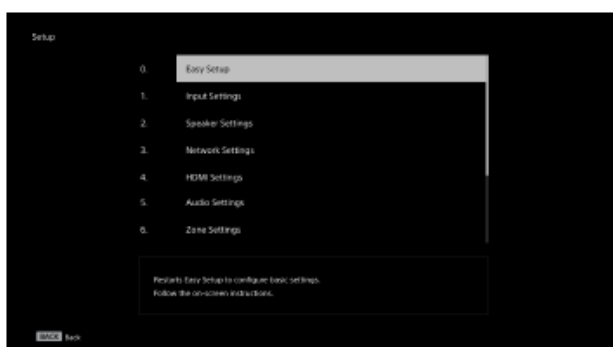 Setup
0. Easy Setup
1. Input Settings
2. Speaker Settings
3. Network Settings
4. HDMI Settings
5. Audio Settings
6. Zone Settings
Restarts Easy Setup to configure basic settings.
Follow the on-screen instructions.
BACK Back